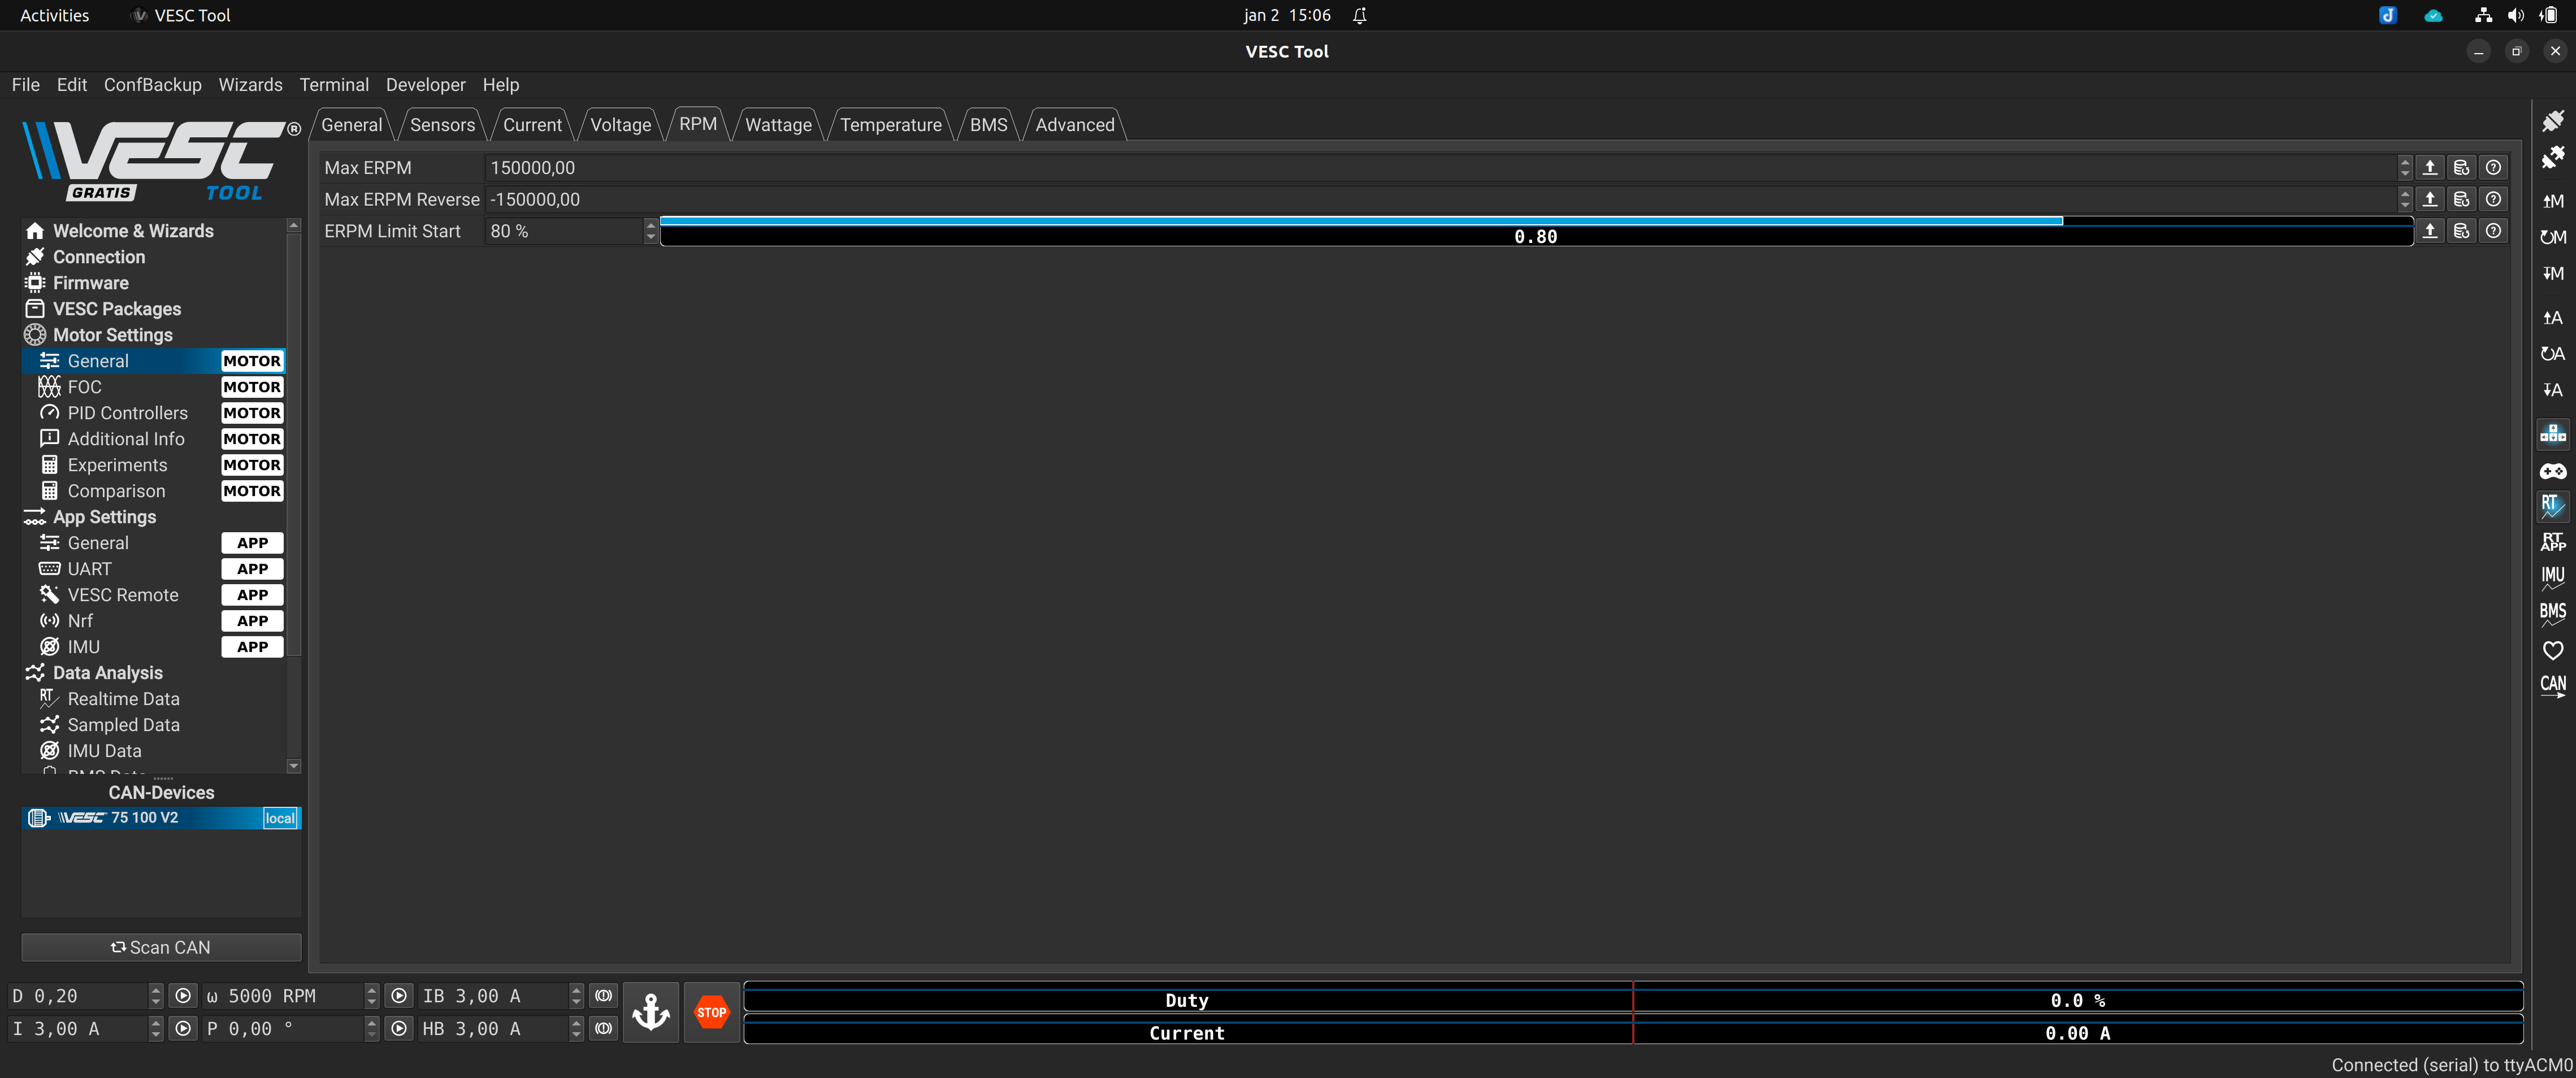 Activities VESC Tool jan 2 15:06
VESC Tool
File Edit ConfBackup Wizards Terminal Developer Help
VESC ®
GRATIS TOOL
General Sensors Current Voltage RPM Wattage Temperature BMS Advanced
Max ERPM 150000,00
Max ERPM Reverse -150000,00
ERPM Limit Start 80 % 0.80
Welcome & Wizards
Connection
Firmware
VESC Packages
Motor Settings
General MOTOR
FOC MOTOR
PID Controllers MOTOR
Additional Info MOTOR
Experiments MOTOR
Comparison MOTOR
App Settings
General APP
UART APP
VESC Remote APP
Nrf APP
IMU APP
Data Analysis
RT Realtime Data
Sampled Data
IMU Data
BMS Data
CAN-Devices
VESC 75 100 V2 local
Scan CAN
M
M
M
A
A
A
RT
RT APP
IMU
BMS
CAN
D 0,20 ω 5000 RPM IB 3,00 A
I 3,00 A P 0,00 ° HB 3,00 A
STOP
Duty 0.0 %
Current 0.00 A
Connected (serial) to ttyACM0